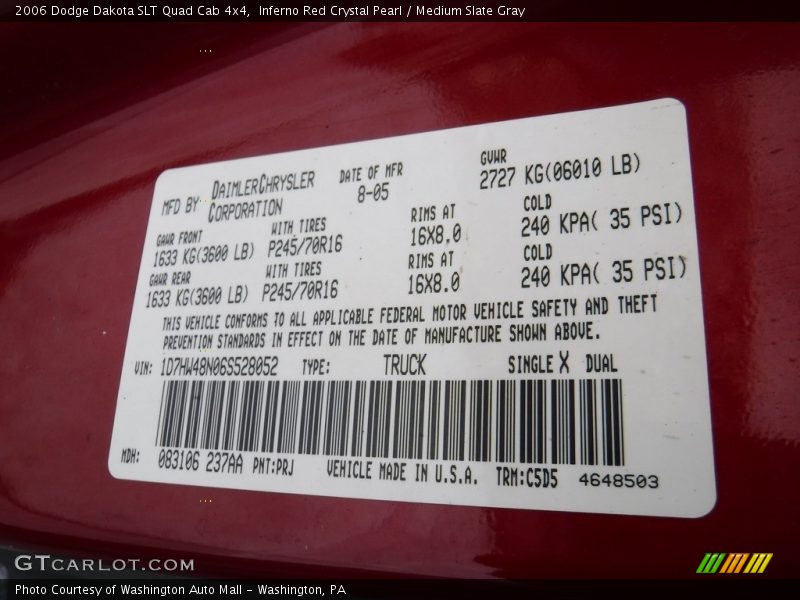 2006 Dodge Dakota SLT Quad Cab 4x4,  Inferno Red Crystal Pearl / Medium Slate Gray
MFD BY DAIMLERCHRYSLER CORPORATION DATE OF MFR 8-05 GVWR 2727 KG(06010 LB)
GAWR FRONT WITH TIRES RIMS AT COLD
1633 KG(3600 LB) P245/70R16 16X8.0 240 KPA( 35 PSI)
GAWR REAR WITH TIRES RIMS AT COLD
1633 KG(3600 LB) P245/70R16 16X8.0 240 KPA( 35 PSI)
THIS VEHICLE CONFORMS TO ALL APPLICABLE FEDERAL MOTOR VEHICLE SAFETY AND THEFT
PREVENTION STANDARDS IN EFFECT ON THE DATE OF MANUFACTURE SHOWN ABOVE.
VIN: 1D7HW48N06S528052 TYPE: TRUCK SINGLE X DUAL
MDH: 083106 237AA PNT:PRJ VEHICLE MADE IN U.S.A. TRM:C5D5 4648503
GTCARLOT.COM
Photo Courtesy of Washington Auto Mall - Washington, PA